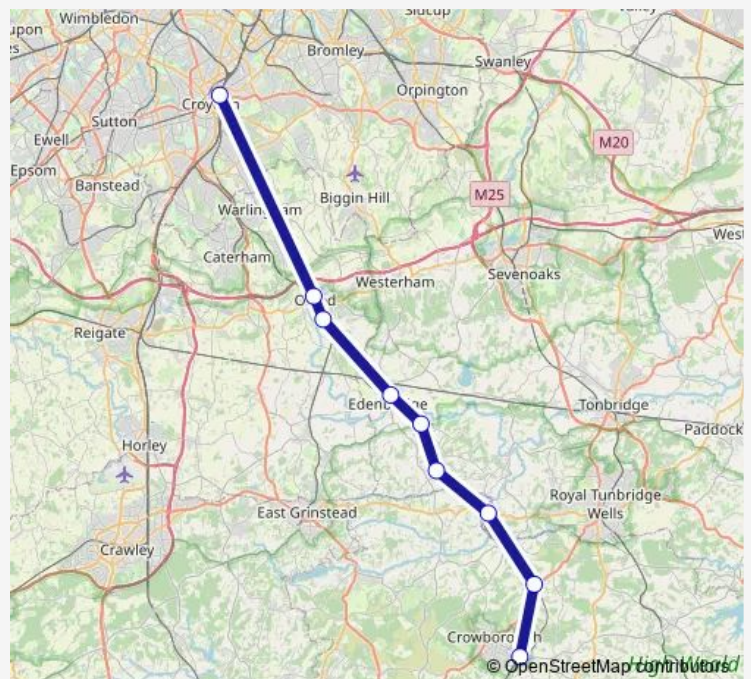 Wimbledon
Sidcup
Bromley
Swanley
Orpington
Sutton
Ewell
M20
Epsom
Banstead
Biggin Hill
M25
Caterham
Westerham
Sevenoaks
Reigate
Tonbridge
Paddock
Horley
Royal Tunbridge
Wells
East Grinstead
Crawley
© OpenStreetMap contributors